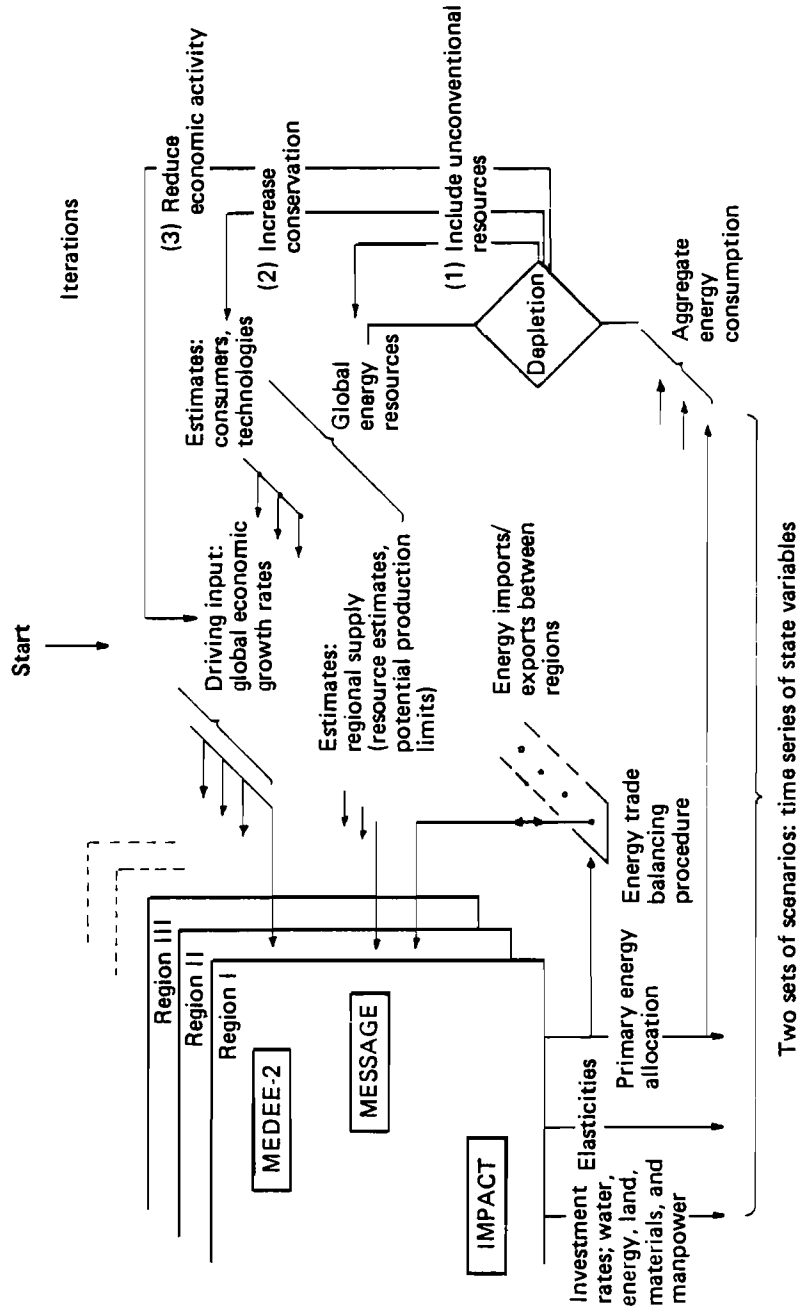 Start
Iterations
(3) Reduce
economic activity
(2) Increase
conservation
(1) Include unconventional
resources
Driving input:
global economic
growth rates
Estimates:
consumers,
technologies
Region III
Region II
Region I
MEDEE-2
MESSAGE
IMPACT
Estimates:
regional supply
(resource estimates,
potential production
limits)
Global
energy
resources
Depletion
Energy imports/
exports between
regions
Energy trade
balancing
procedure
Aggregate
energy
consumption
Investment
rates; water,
energy, land,
materials, and
manpower
Elasticities
Primary energy
allocation
Two sets of scenarios: time series of state variables